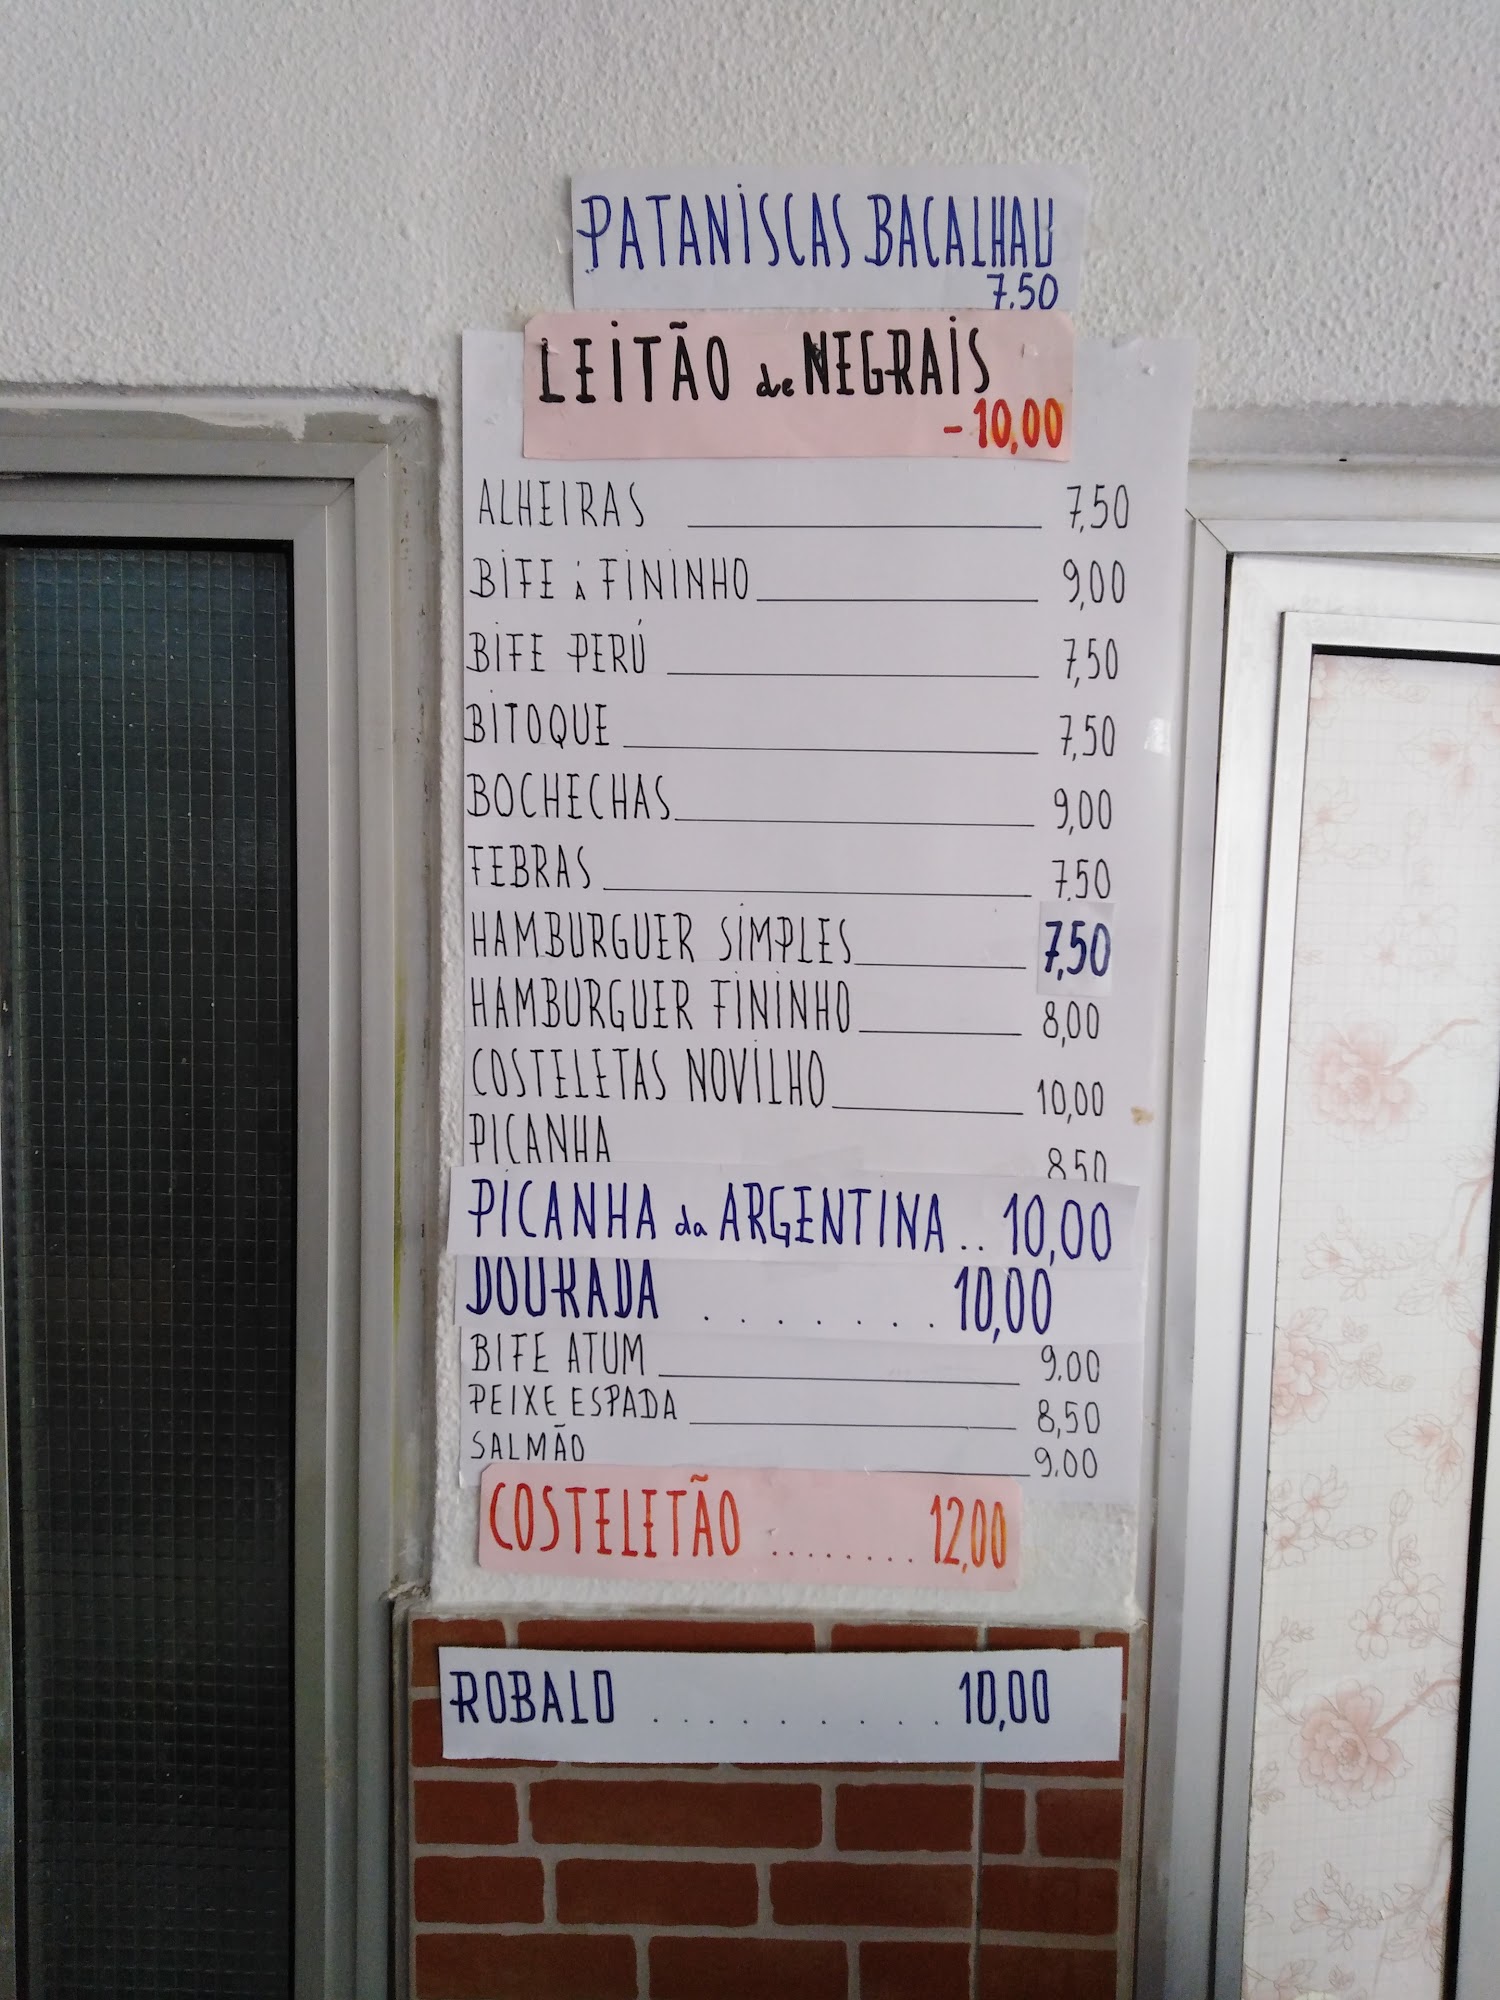 PATANISCAS BACALHAU
7.50
LEITÃO de NEGRAIS
- 10,00
ALHEIRAS 7,50
BIFE à FININHO 9,00
BIFE PERÚ 7,50
BITOQUE 7,50
BOCHECHAS 9,00
FEBRAS 7,50
HAMBURGUER SIMPLES 7,50
HAMBURGUER FININHO 8,00
COSTELETAS NOVILHO 10,00
PICANHA 8,50
PICANHA da ARGENTINA .. 10,00
DOURADA ....... 10,00
BIFE ATUM 9.00
PEIXE ESPADA 8,50
SALMÃO 9.00
COSTELETÃO ........ 12,00
ROBALO .......... 10,00